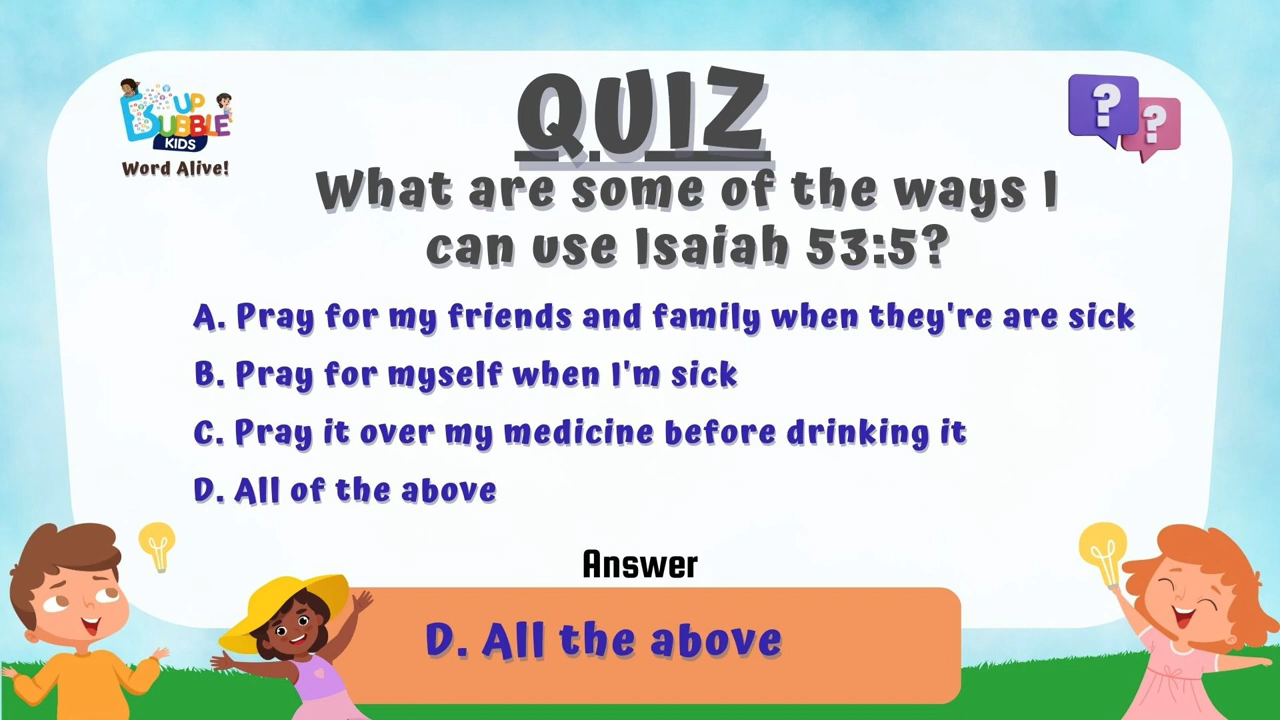 UP
BUBBLE
KIDS
Word Alive!
QUIZ
? ?
What are some of the ways I
can use Isaiah 53:5?
A. Pray for my friends and family when they're are sick
B. Pray for myself when I'm sick
C. Pray it over my medicine before drinking it
D. All of the above
Answer
D. All the above